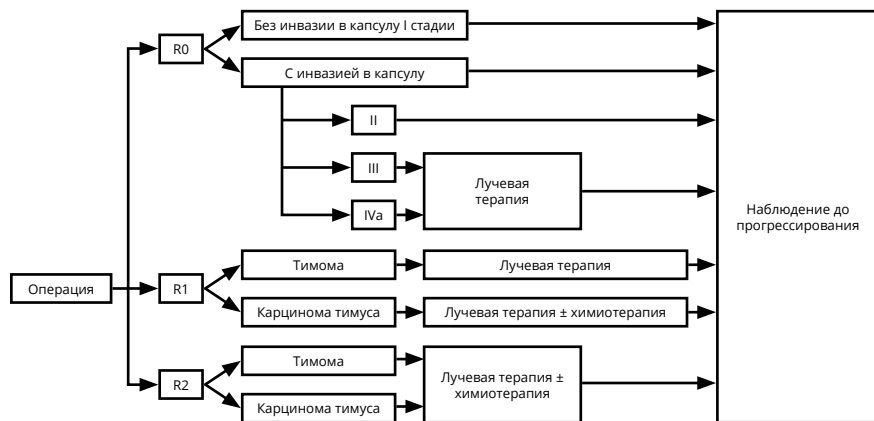 Без инвазии в капсулу I стадии
R0
С инвазией в капсулу
II
III
Лучевая
терапия
IVa
Наблюдение до
прогрессирования
Операция
R1
Тимома
Лучевая терапия
Карцинома тимуса
Лучевая терапия ± химиотерапия
R2
Тимома
Лучевая терапия ±
химиотерапия
Карцинома тимуса